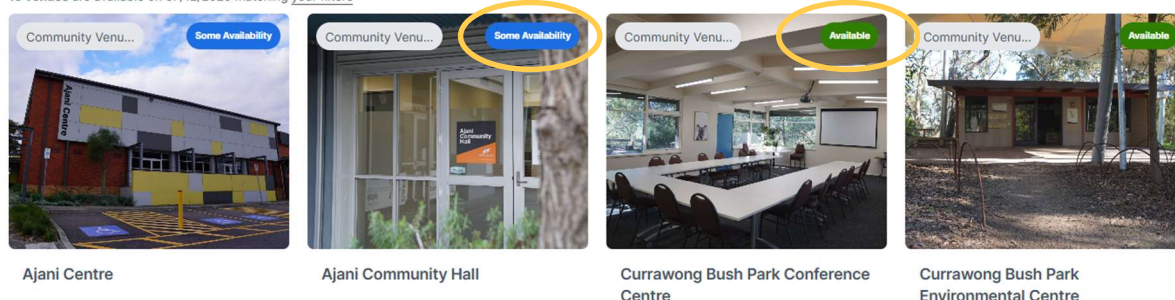 Community Venu...
Some Availability
Community Venu...
Some Availability
Community Venu...
Available
Community Venu...
Available
Ajani Centre
Ajani
Community
Hall
Ajani Centre
Ajani Community Hall
Currawong Bush Park Conference
Centre
Currawong Bush Park
Environmental Centre